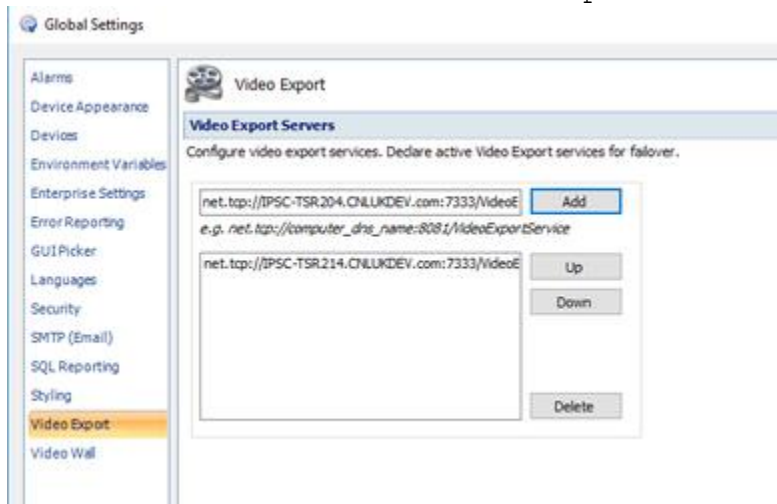 Global Settings
Alarms
Device Appearance
Devices
Environment Variables
Enterprise Settings
Error Reporting
GUI Picker
Languages
Security
SMTP (Email)
SQL Reporting
Styling
Video Export
Video Wall
Video Export
Video Export Servers
Configure video export services. Declare active Video Export services for failover.
net.tcp://IPSC-TSR204.CNLUKDEV.com:7333/VideoE
Add
e.g. net.tcp://computer_dns_name:8081/VideoExportService
net.tcp://IPSC-TSR214.CNLUKDEV.com:7333/VideoE
Up
Down
Delete